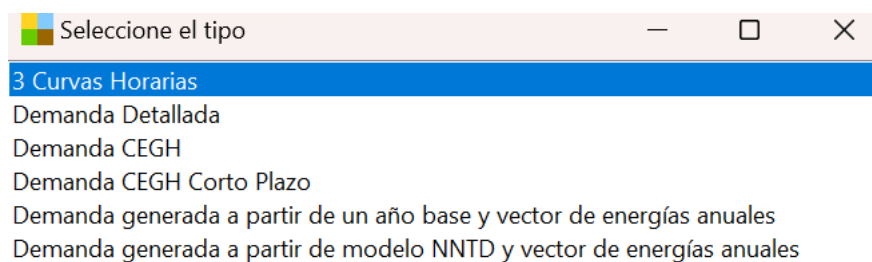 Seleccione el tipo
3 Curvas Horarias
Demanda Detallada
Demanda CEGH
Demanda CEGH Corto Plazo
Demanda generada a partir de un año base y vector de energías anuales
Demanda generada a partir de modelo NNTD y vector de energías anuales